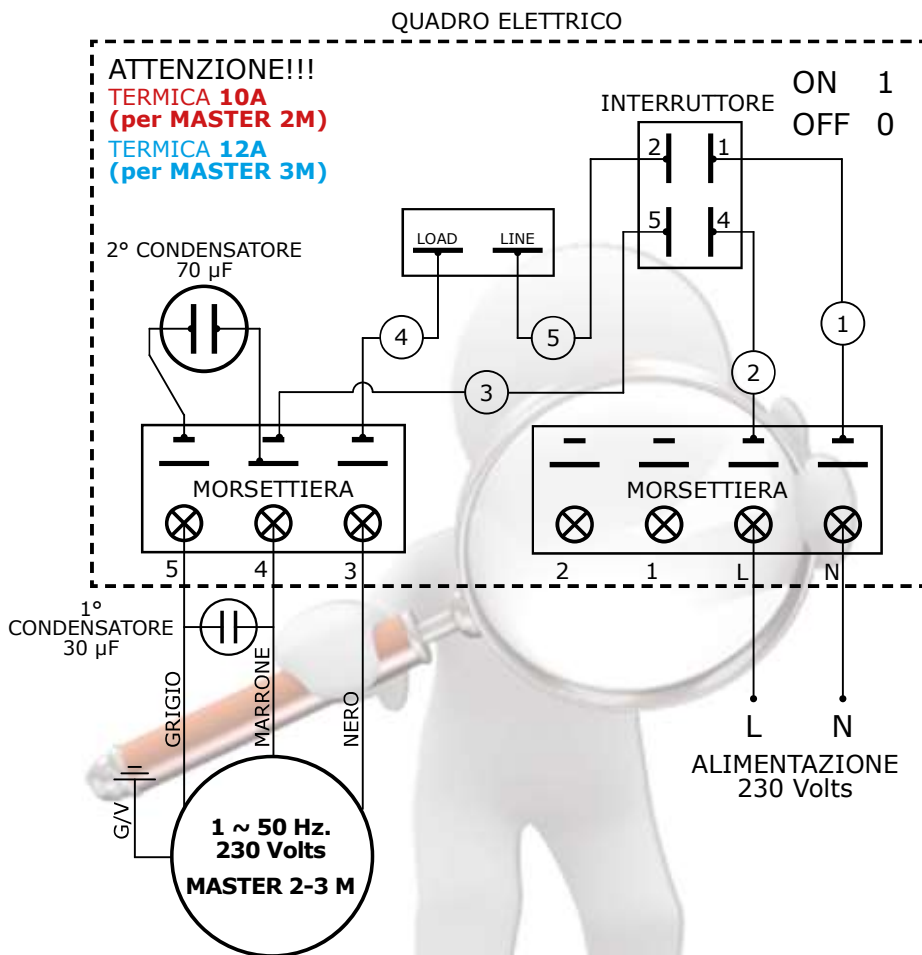 QUADRO ELETTRICO
ATTENZIONE!!!
TERMICA 10A
(per MASTER 2M)
TERMICA 12A
(per MASTER 3M)
ON 1
OFF 0
INTERRUTTORE
2 1
5 4
LOAD LINE
2° CONDENSATORE
70 µF
4
5
1
2
3
MORSETTIERA
5 4 3
MORSETTIERA
2 1 L N
1°
CONDENSATORE
30 µF
GRIGIO
MARRONE
NERO
G/V
L N
ALIMENTAZIONE
230 Volts
1 ~ 50 Hz.
230 Volts
MASTER 2-3 M